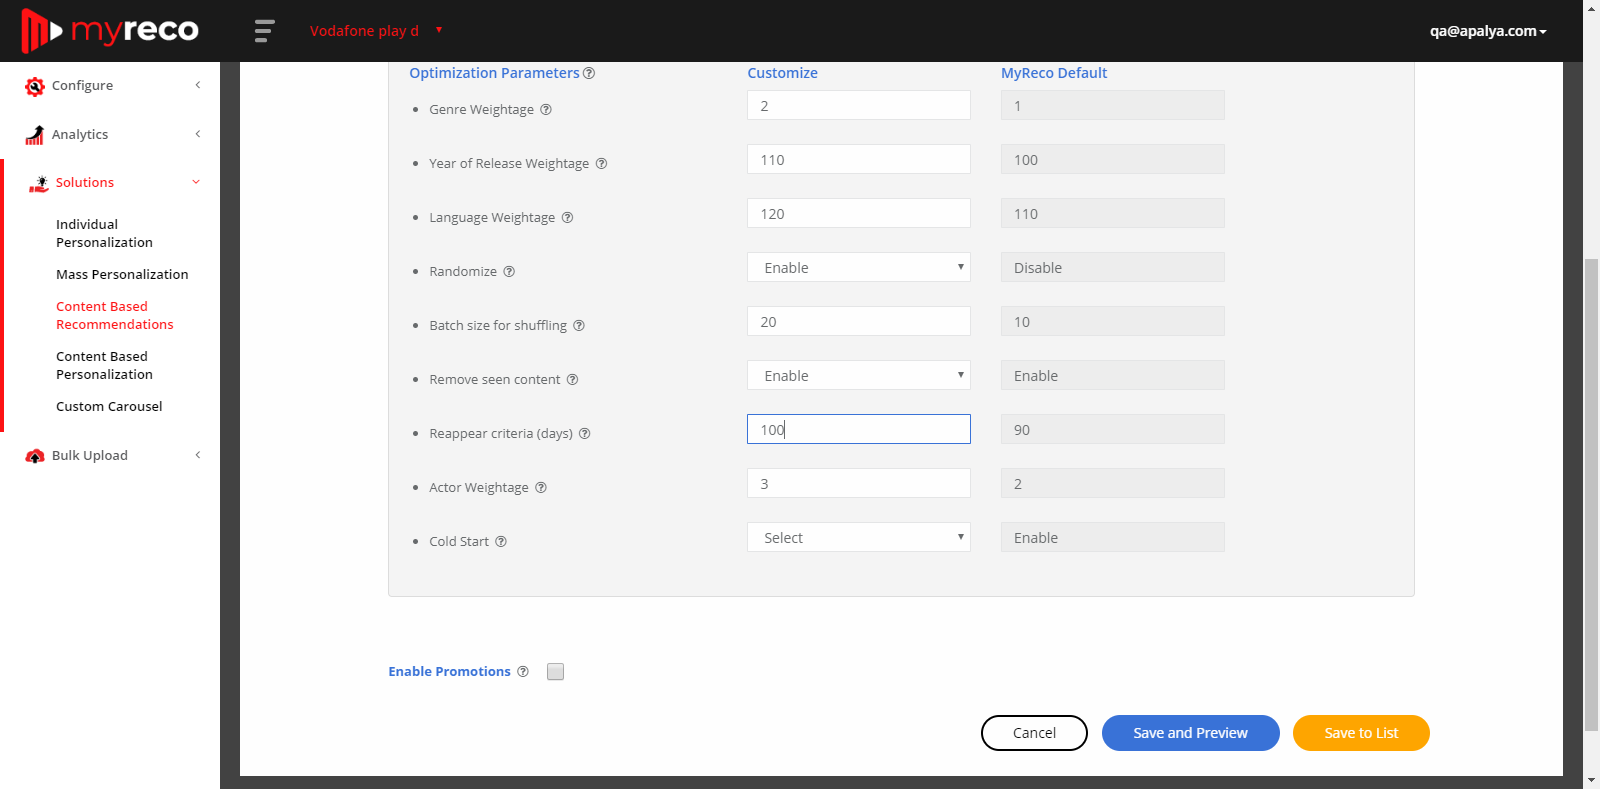 myreco
Vodafone play d
qa@apalya.com
Configure
Analytics
Solutions
Individual
Personalization
Mass Personalization
Content Based
Recommendations
Content Based
Personalization
Custom Carousel
Bulk Upload
Optimization Parameters Customize MyReco Default
Genre Weightage 2 1
Year of Release Weightage 110 100
Language Weightage 120 110
Randomize Enable Disable
Batch size for shuffling 20 10
Remove seen content Enable Enable
Reappear criteria (days) 100 90
Actor Weightage 3 2
Cold Start Select Enable
Enable Promotions
Cancel Save and Preview Save to List